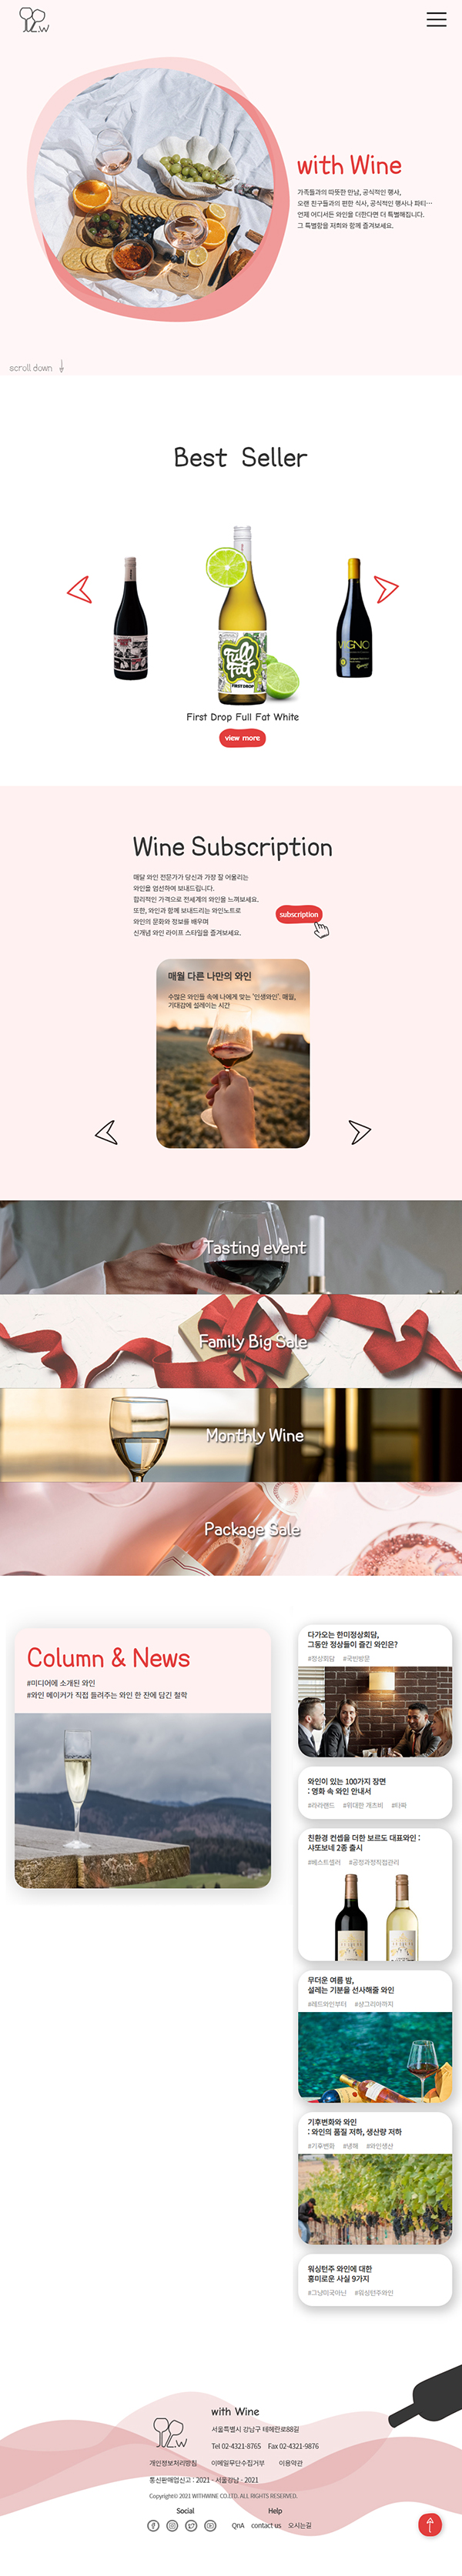 with Wine
가족들과의 따뜻한 만남, 공식적인 행사,
오랜 친구들과의 편한 식사, 공식적인 행사나 파티…
언제 어디서든 와인을 더한다면 더 특별해집니다.
그 특별함을 저희와 함께 즐겨보세요.
scroll down
Best Seller
First Drop Full Fat White
view more
Wine Subscription
매달 와인 전문가가 당신과 가장 잘 어울리는
와인을 엄선하여 보내드립니다.
합리적인 가격으로 전세계의 와인을 느껴보세요.
또한, 와인과 함께 보내드리는 와인노트로
와인의 문화와 정보를 배우며
신개념 와인 라이프 스타일을 즐겨보세요.
subscription
매월 다른 나만의 와인
수많은 와인들 속에 나에게 맞는 '인생와인'. 매월,
기대감에 설레이는 시간
Tasting event
Family Big Sale
Monthly Wine
Package Sale
Column & News
#미디어에 소개된 와인
#와인 메이커가 직접 들려주는 와인 한 잔에 담긴 철학
다가오는 한미정상회담,
그동안 정상들이 즐긴 와인은?
#정상회담 #국빈방문
와인이 있는 100가지 장면
: 영화 속 와인 안내서
#라라랜드 #위대한 개츠비 #타짜
친환경 컨셉을 더한 보르도 대표와인 :
샤또보네 2종 출시
#베스트셀러 #공정과정직접관리
무더운 여름 밤,
설레는 기분을 선사해줄 와인
#레드와인부터 #샹그리아까지
기후변화와 와인
: 와인의 품질 저하, 생산량 저하
#기후변화 #냉해 #와인생산
워싱턴주 와인에 대한
흥미로운 사실 9가지
#그냥미국아닌 #워싱턴주와인
with Wine
서울특별시 강남구 테헤란로88길
Tel 02-4321-8765 Fax 02-4321-9876
개인정보처리방침 이메일무단수집거부 이용약관
통신판매업신고 : 2021 - 서울강남 - 2021
Copyright© 2021 WITHWINE CO.LTD. ALL RIGHTS RESERVED.
Social Help
QnA contact us 오시는길